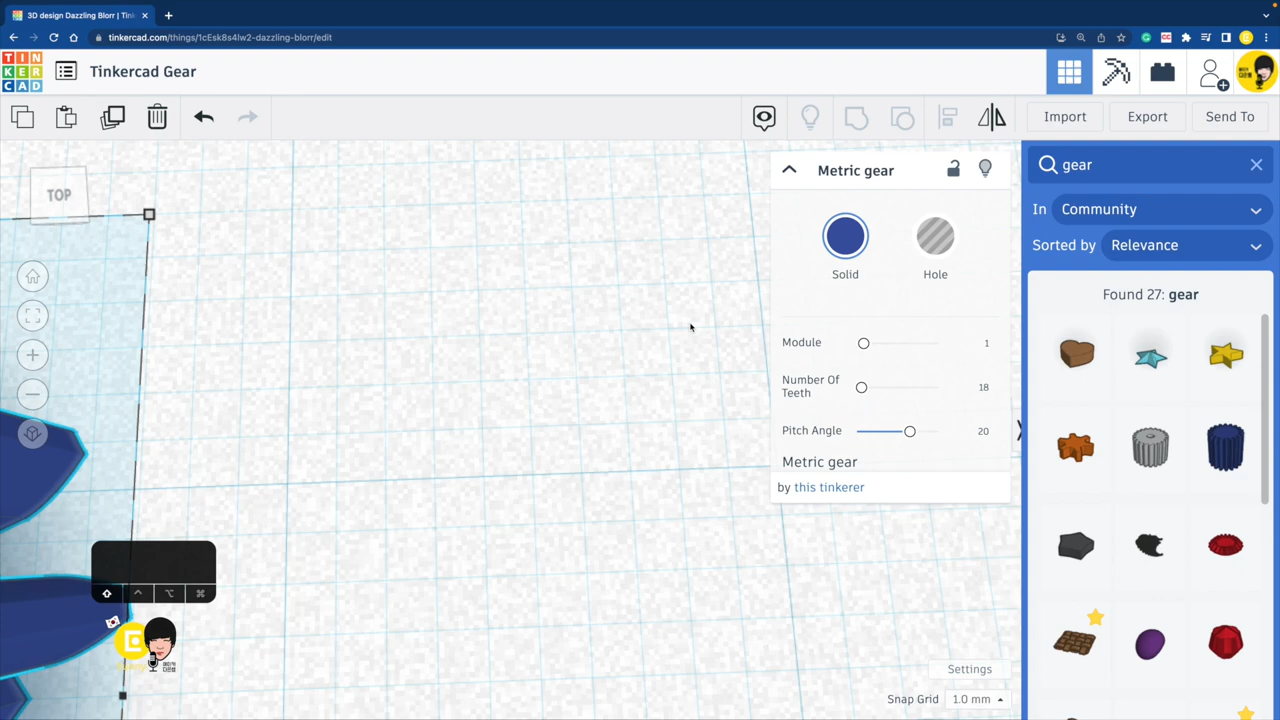 3D design Dazzling Blorr | Tink
tinkercad.com/things/1cEsk8s4lw2-dazzling-blorr/edit
TIN
KER
CAD
Tinkercad Gear
Import
Export
Send To
TOP
Metric gear
Solid
Hole
Module 1
Number Of Teeth 18
Pitch Angle 20
Metric gear
by this tinkerer
gear
In Community
Sorted by Relevance
Found 27: gear
Settings
Snap Grid 1.0 mm